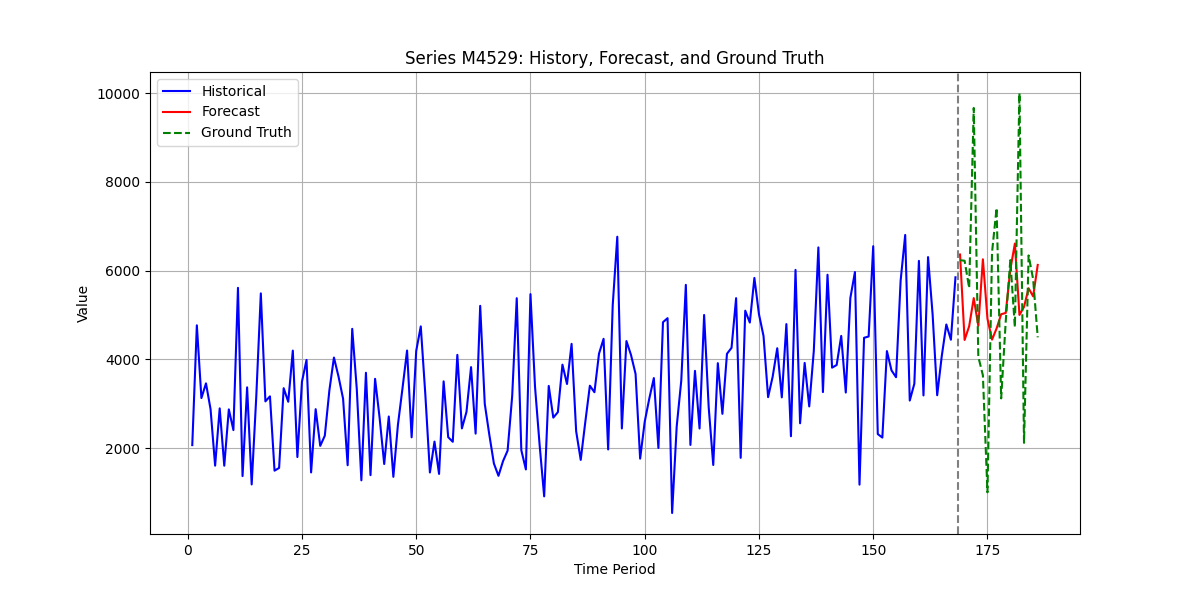 Series M4529: History, Forecast, and Ground Truth
Historical
Forecast
Ground Truth
10000
8000
6000
4000
2000
Value
0 25 50 75 100 125 150 175
Time Period